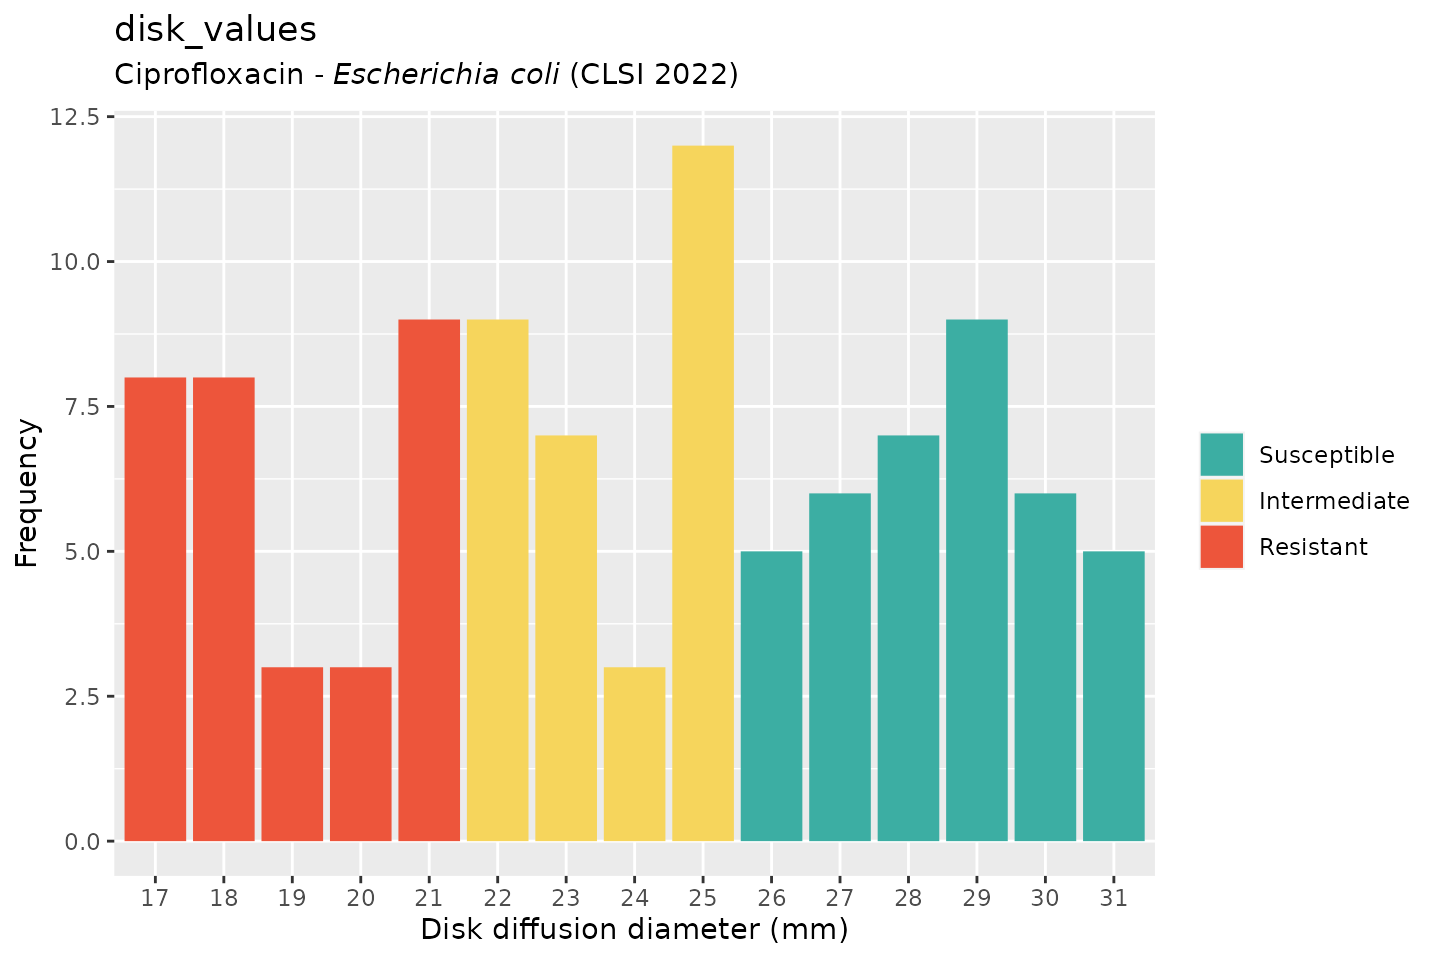 disk_values
Ciprofloxacin - Escherichia coli (CLSI 2022)
12.5
10.0
7.5
5.0
2.5
0.0
Frequency
17 18 19 20 21 22 23 24 25 26 27 28 29 30 31
Disk diffusion diameter (mm)
Susceptible
Intermediate
Resistant